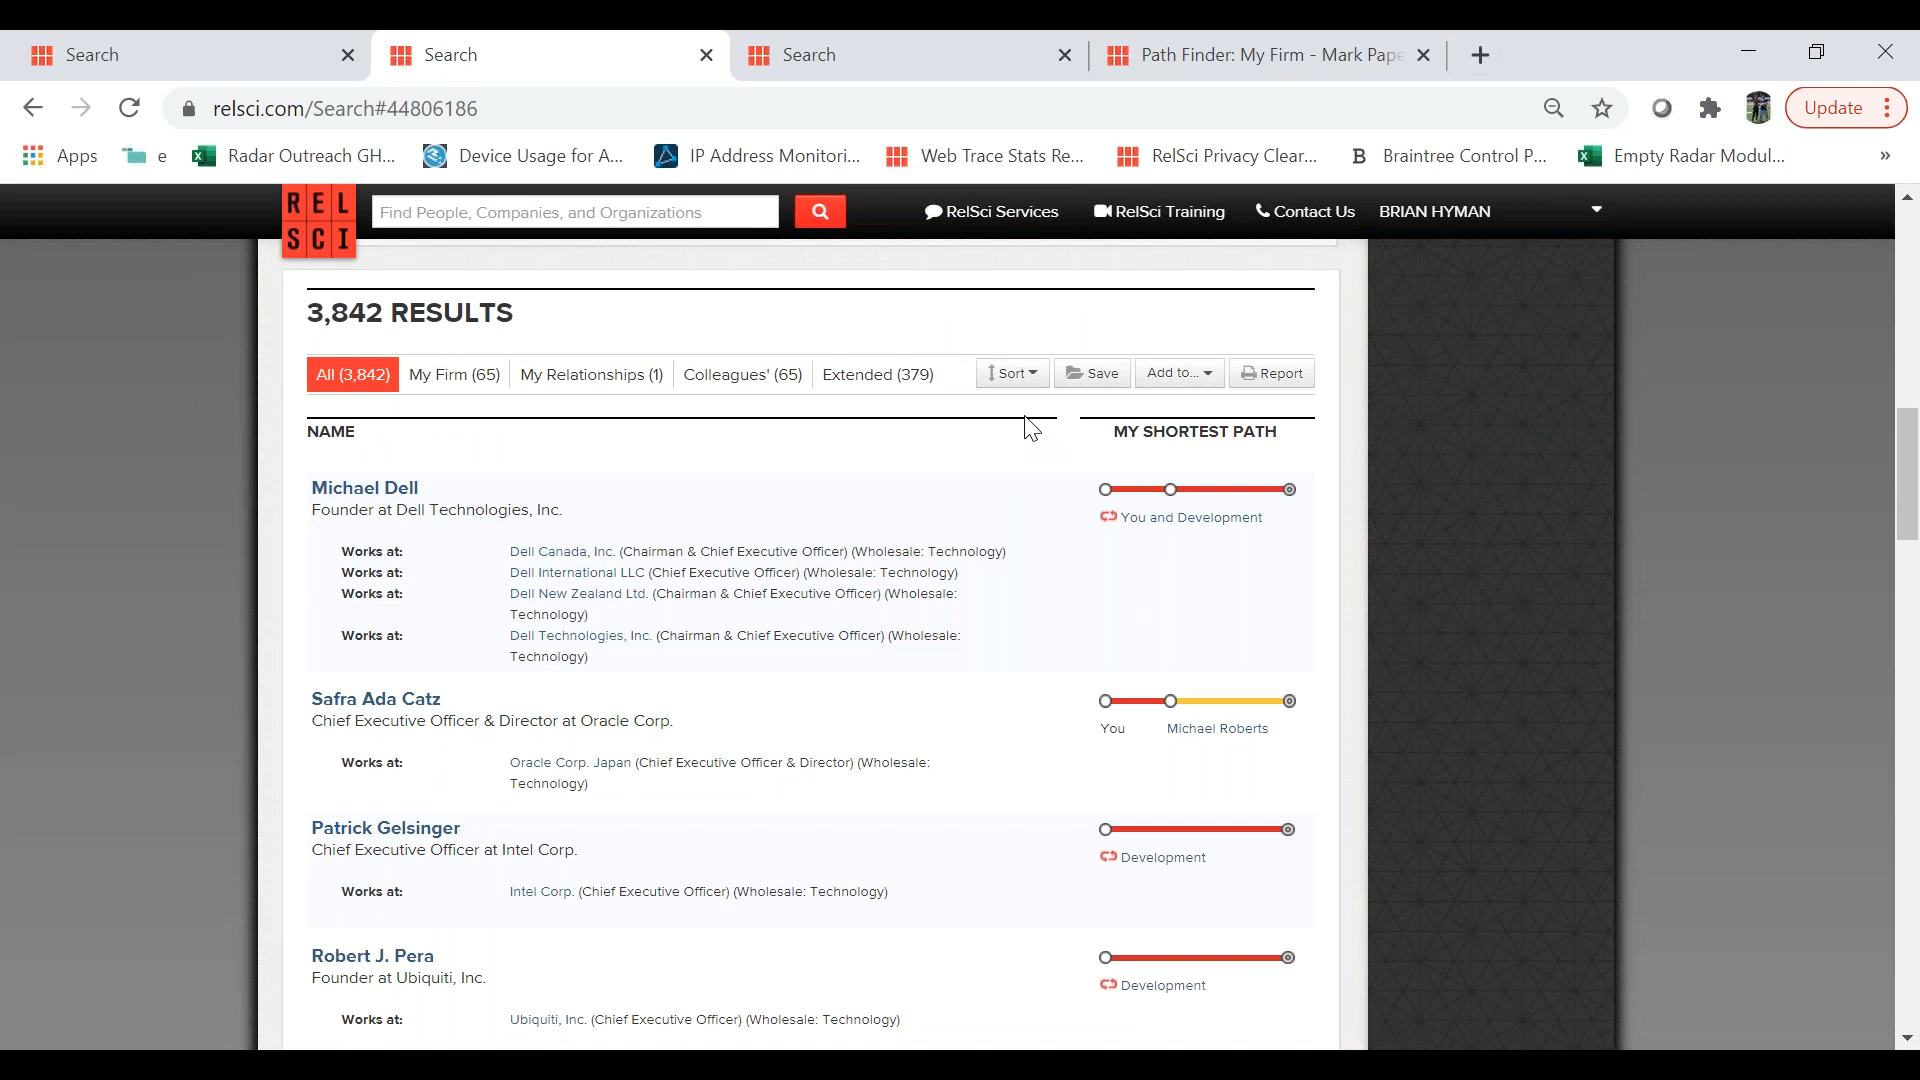 Search
Search
Search
Path Finder: My Firm - Mark Pape
relsci.com/Search#44806186
Update
Apps
e
Radar Outreach GH...
Device Usage for A...
IP Address Monitori...
Web Trace Stats Re...
RelSci Privacy Clear...
B Braintree Control P...
Empty Radar Modul...
»
REL
SCI
Find People, Companies, and Organizations
RelSci Services
RelSci Training
Contact Us
BRIAN HYMAN
3,842 RESULTS
All (3,842)
My Firm (65)
My Relationships (1)
Colleagues' (65)
Extended (379)
Sort
Save
Add to...
Report
NAME
MY SHORTEST PATH
Michael Dell
Founder at Dell Technologies, Inc.
You and Development
Works at: Dell Canada, Inc. (Chairman & Chief Executive Officer) (Wholesale: Technology)
Works at: Dell International LLC (Chief Executive Officer) (Wholesale: Technology)
Works at: Dell New Zealand Ltd. (Chairman & Chief Executive Officer) (Wholesale:
Technology)
Works at: Dell Technologies, Inc. (Chairman & Chief Executive Officer) (Wholesale:
Technology)
Safra Ada Catz
Chief Executive Officer & Director at Oracle Corp.
You Michael Roberts
Works at: Oracle Corp. Japan (Chief Executive Officer & Director) (Wholesale:
Technology)
Patrick Gelsinger
Chief Executive Officer at Intel Corp.
Development
Works at: Intel Corp. (Chief Executive Officer) (Wholesale: Technology)
Robert J. Pera
Founder at Ubiquiti, Inc.
Development
Works at: Ubiquiti, Inc. (Chief Executive Officer) (Wholesale: Technology)